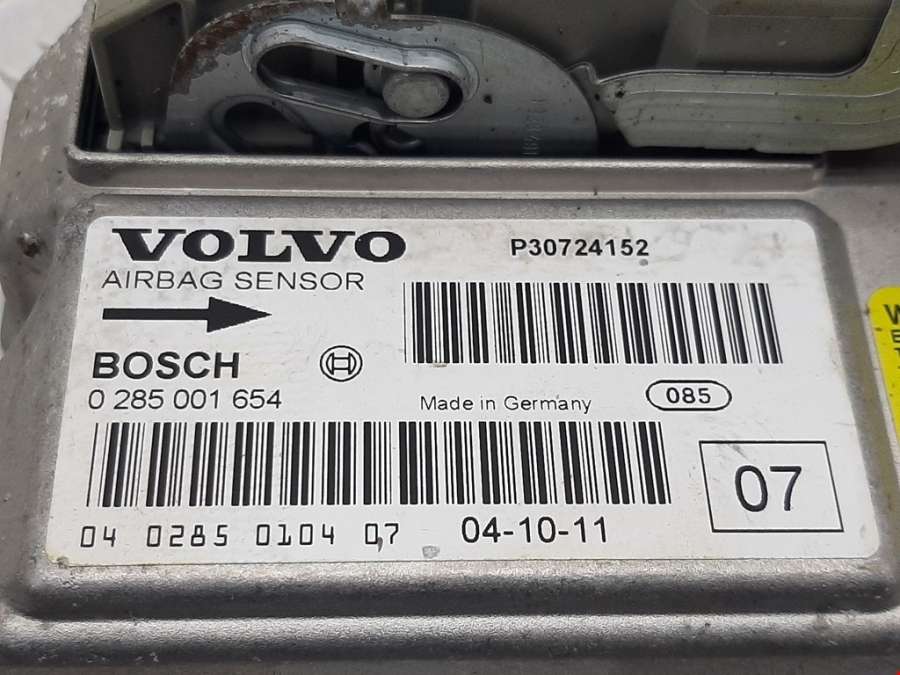 VOLVO
P30724152
AIRBAG SENSOR
BOSCH
0 285 001 654
Made in Germany
085
07
04 0285 0104 07
04-10-11